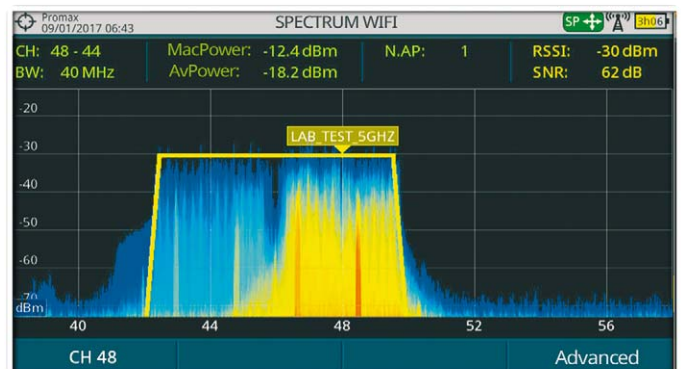 Promax
09/01/2017 06:43
SPECTRUM WIFI
SP
3h06
CH: 48 - 44
MacPower: -12.4 dBm
N.AP: 1
RSSI: -30 dBm
BW: 40 MHz
AvPower: -18.2 dBm
SNR: 62 dB
-20
LAB_TEST_5GHZ
-30
-40
-50
-60
-70
dBm
40 44 48 52 56
CH 48
Advanced